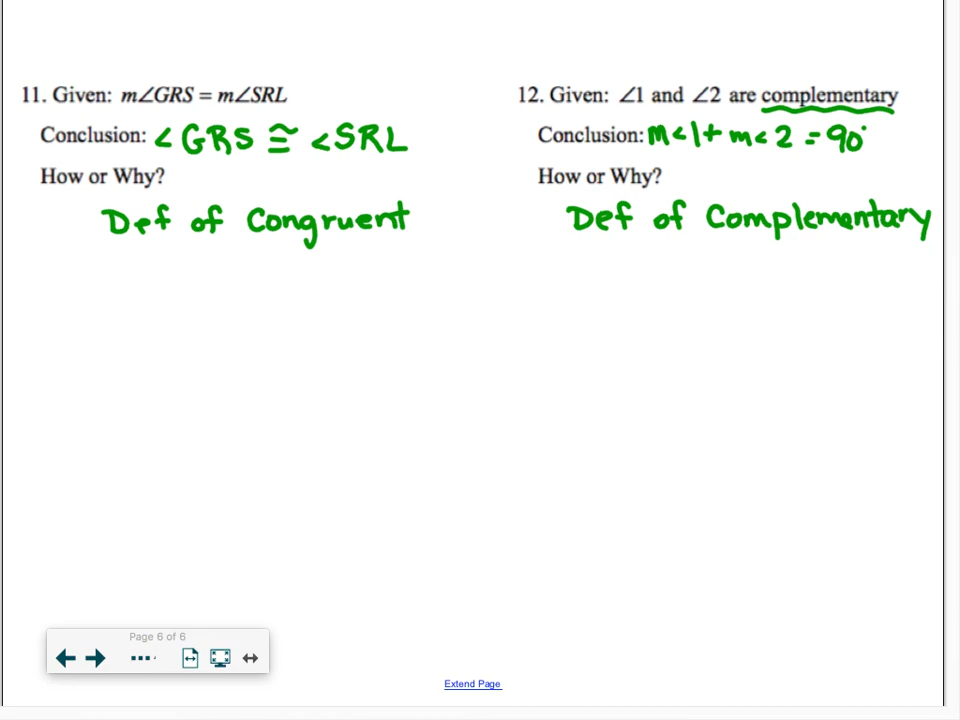 11. Given: m∠GRS = m∠SRL
Conclusion: ∠GRS ≅ ∠SRL
How or Why?
Def of Congruent
12. Given: ∠1 and ∠2 are complementary
Conclusion: m∠1 + m∠2 = 90°
How or Why?
Def of Complementary
Page 6 of 6
Extend Page